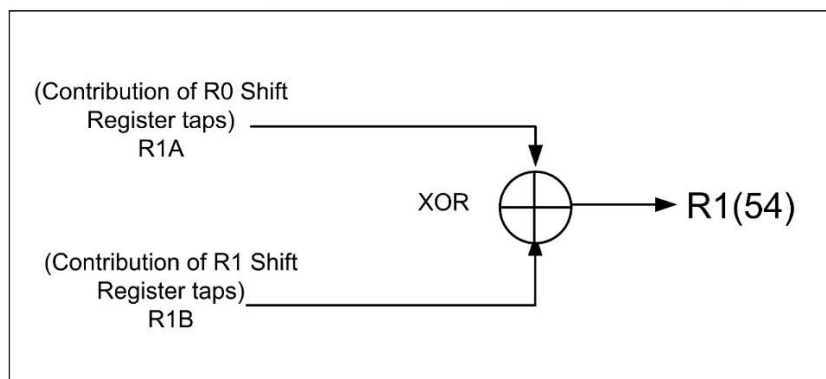 (Contribution of R0 Shift
Register taps)
R1A
XOR
R1(54)
(Contribution of R1 Shift
Register taps)
R1B